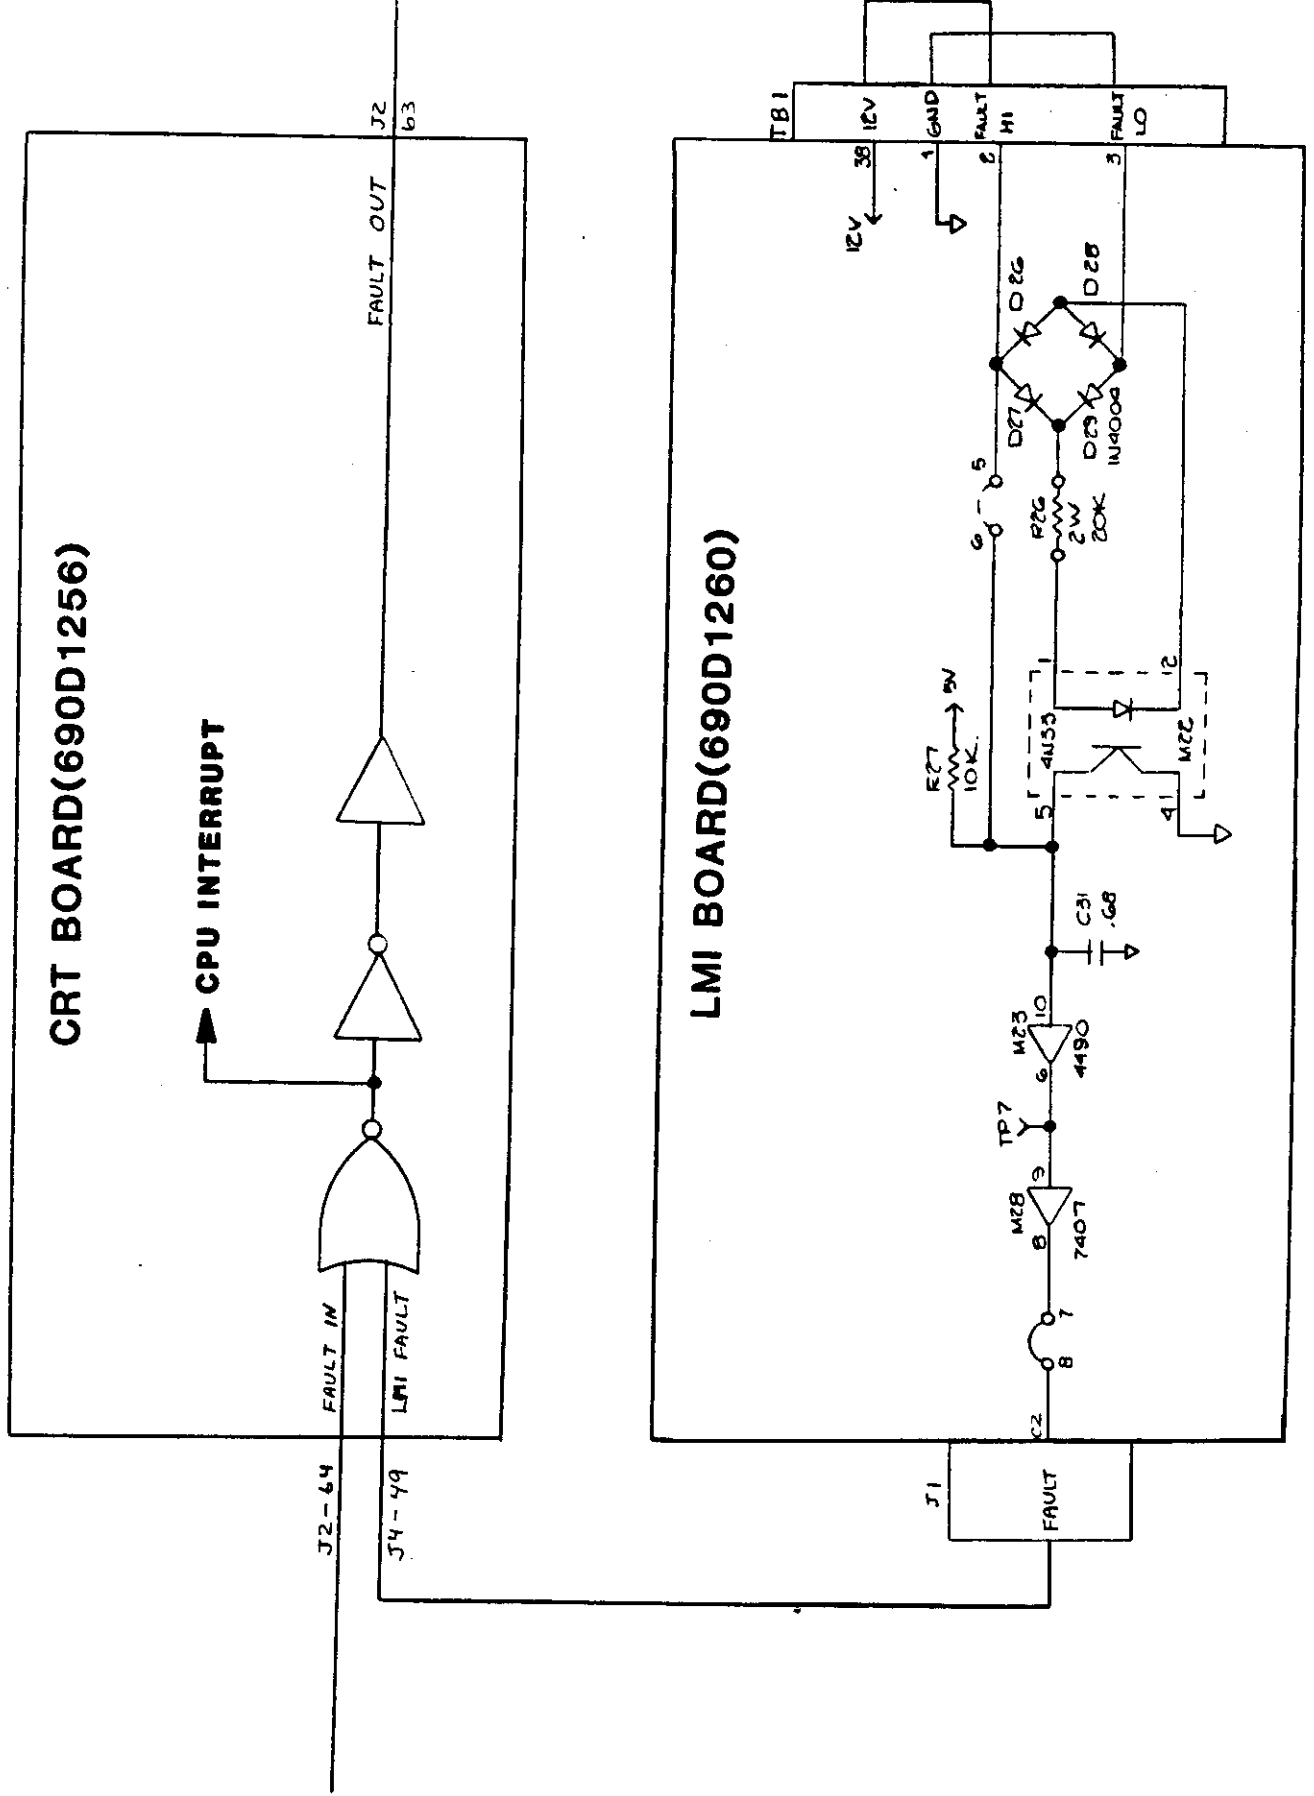 CRT BOARD(690D1256)
CPU INTERRUPT
J2-64
FAULT IN
J4-49
LMI FAULT
FAULT OUT
J2
63
LMI BOARD(690D1260)
TB1
38
12V
12V
1
GND
2
FAULT
HI
3
FAULT
LO
D26
D28
D27
D29
1N4004
5
6
R26
2W
20K
R27
10K
5V
4N33
1
2
5
4
M22
C31
.68
M23
10
6
4490
TP7
M28
9
8
7407
7
8
C2
J1
FAULT